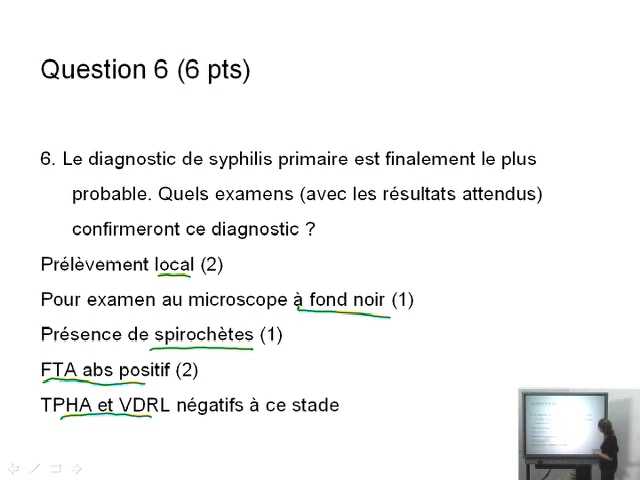 Question 6 (6 pts)
6. Le diagnostic de syphilis primaire est finalement le plus
probable. Quels examens (avec les résultats attendus)
confirmeront ce diagnostic ?
Prélèvement local (2)
Pour examen au microscope à fond noir (1)
Présence de spirochètes (1)
FTA abs positif (2)
TPHA et VDRL négatifs à ce stade